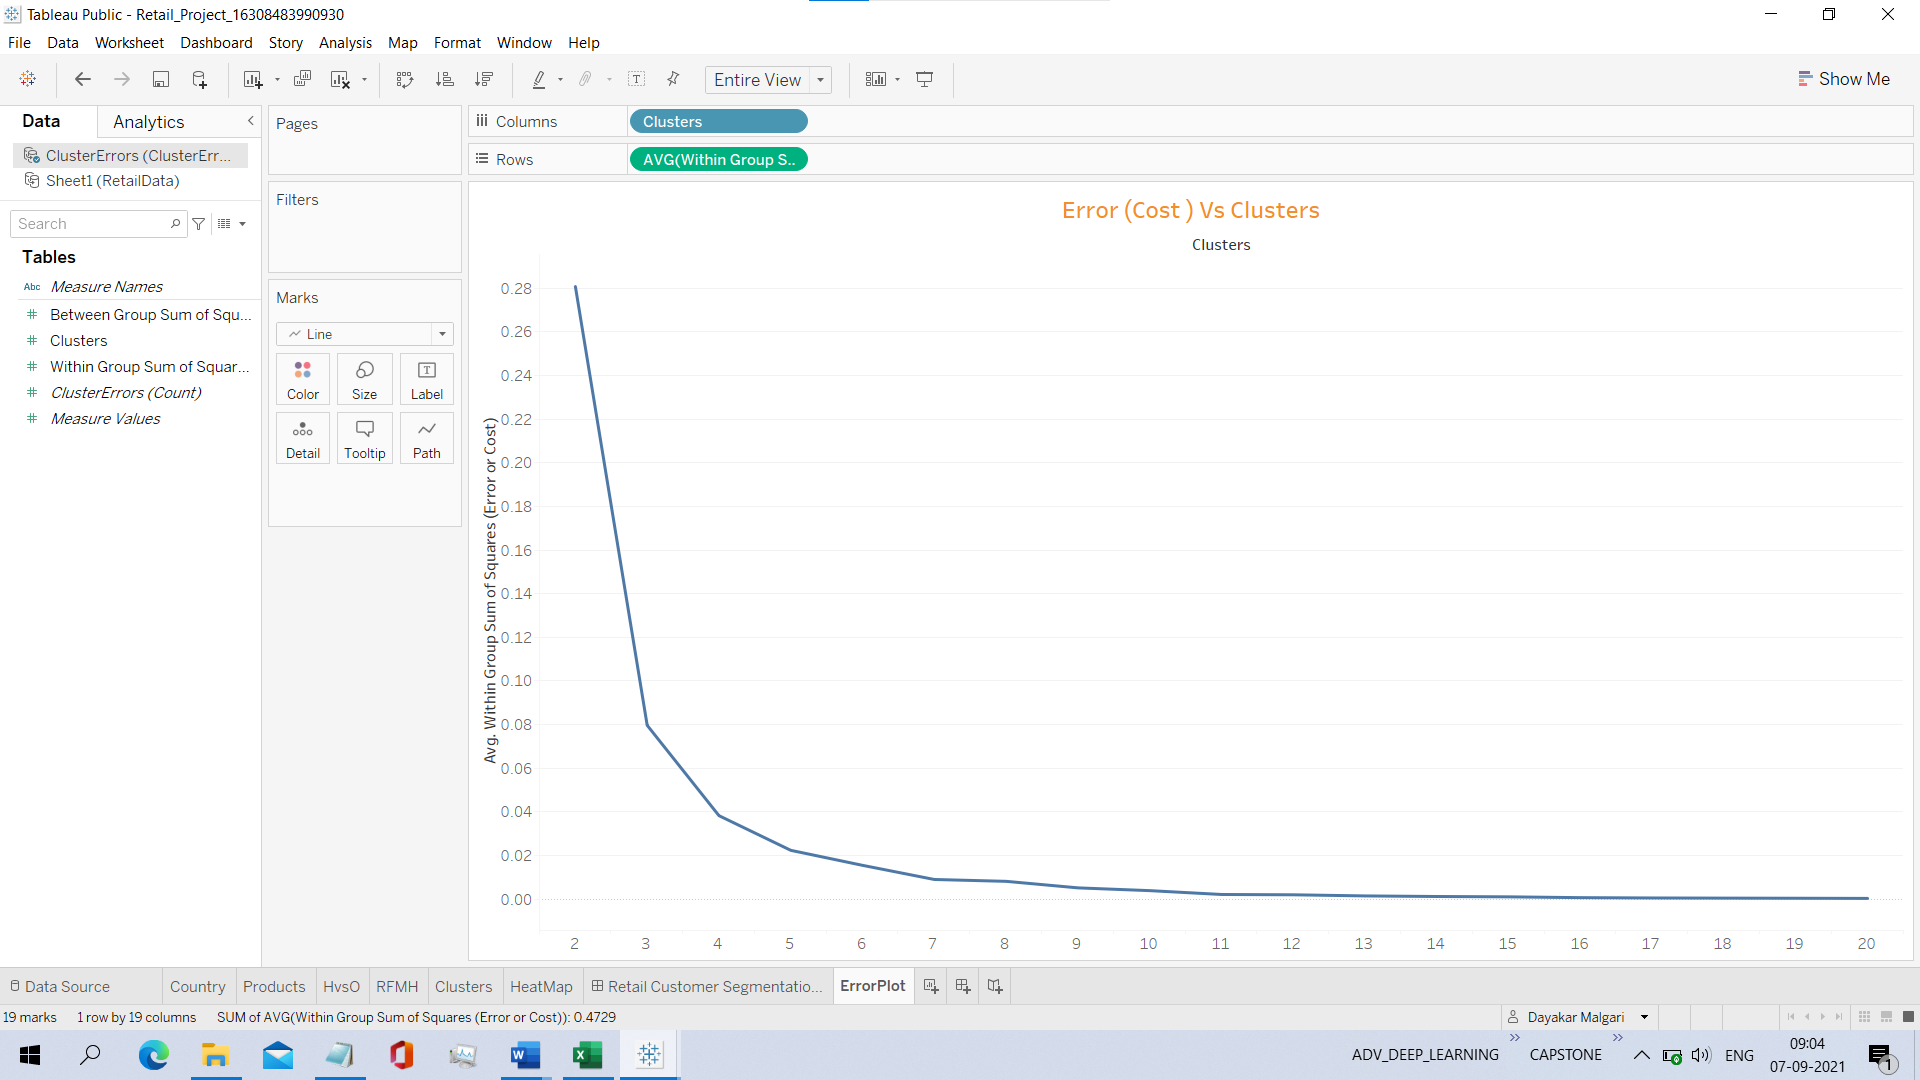 Tableau Public - Retail_Project_16308483990930
File Data Worksheet Dashboard Story Analysis Map Format Window Help
Entire View
Show Me
Data Analytics
ClusterErrors (ClusterErr...
Sheet1 (RetailData)
Search
Tables
Abc Measure Names
Between Group Sum of Squ...
Clusters
Within Group Sum of Squar...
ClusterErrors (Count)
Measure Values
Pages
Filters
Marks
Line
Color Size Label
Detail Tooltip Path
Columns Clusters
Rows AVG(Within Group S..
Error (Cost ) Vs Clusters
Clusters
Avg. Within Group Sum of Squares (Error or Cost)
0.28
0.26
0.24
0.22
0.20
0.18
0.16
0.14
0.12
0.10
0.08
0.06
0.04
0.02
0.00
2 3 4 5 6 7 8 9 10 11 12 13 14 15 16 17 18 19 20
Data Source Country Products HvsO RFMH Clusters HeatMap Retail Customer Segmentatio... ErrorPlot
19 marks 1 row by 19 columns SUM of AVG(Within Group Sum of Squares (Error or Cost)): 0.4729
Dayakar Malgari
ADV_DEEP_LEARNING CAPSTONE ENG
09:04
07-09-2021
1